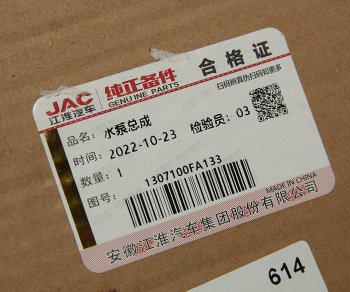 JAC 江淮汽车 纯正备件 GENUINE PARTS 合格证
扫码辨真伪扫码知更多
品名：水泵总成
时间：2022-10-23 检验员：03
数量：1
图号：1307100FA133
MADE IN CHINA
安徽江淮汽车集团股份有限公司
614